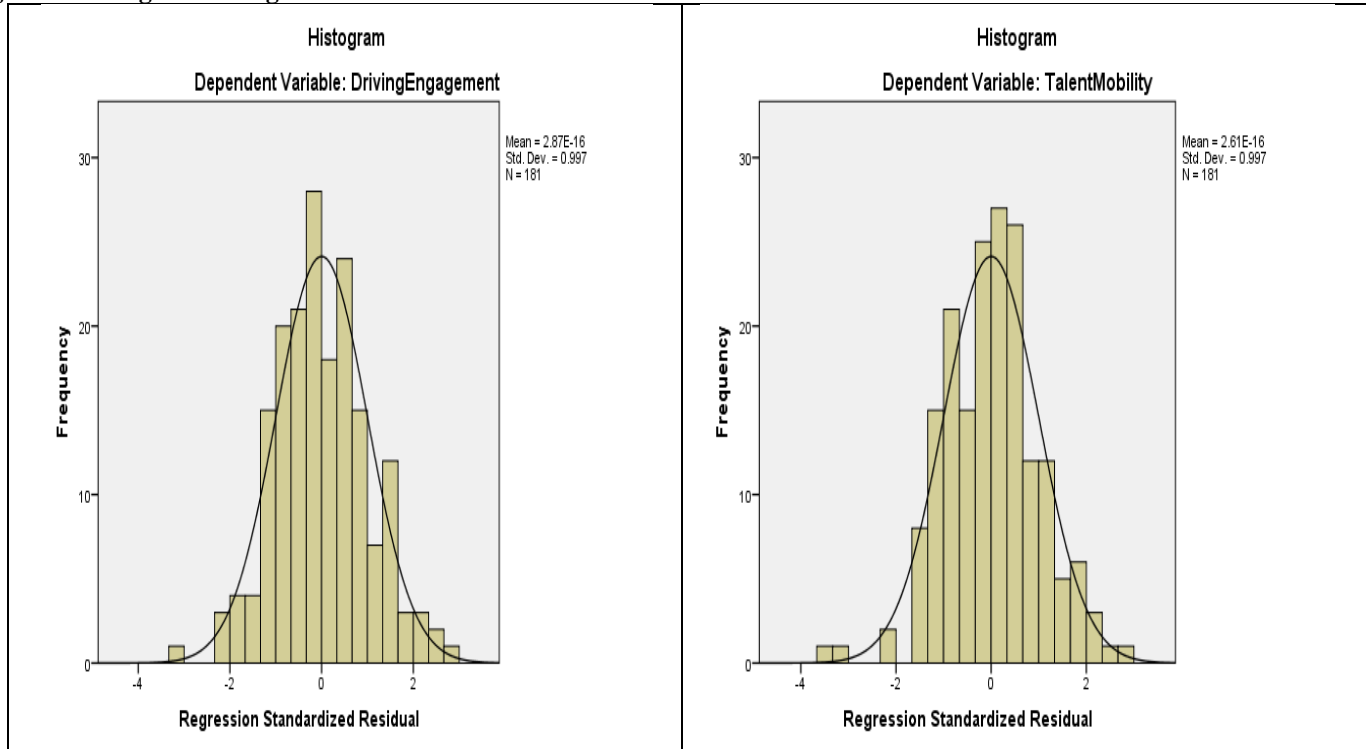 Histogram
Dependent Variable: DrivingEngagement
Mean = 2.87E-16
Std. Dev. = 0.997
N = 181
30
20
10
0
Frequency
-4
-2
0
2
Regression Standardized Residual
Histogram
Dependent Variable: TalentMobility
Mean = 2.61E-16
Std. Dev. = 0.997
N = 181
30
20
10
0
Frequency
-4
-2
0
2
Regression Standardized Residual